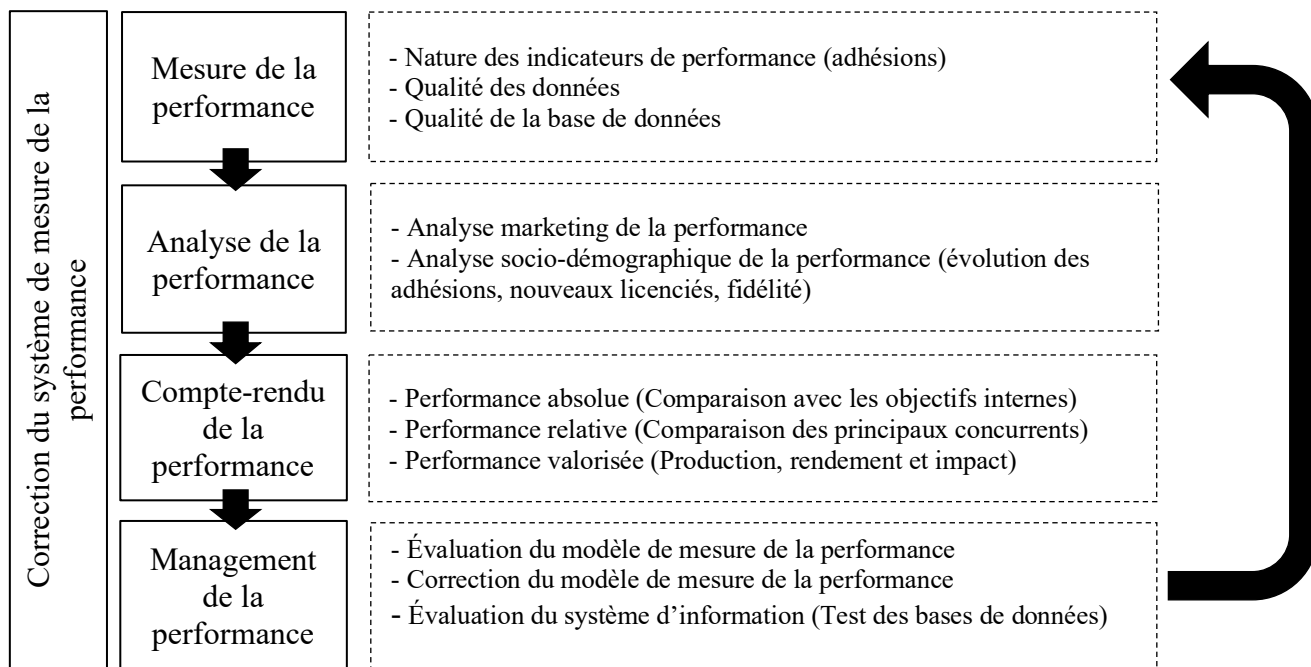 Correction du système de mesure de la
performance
Mesure de la
performance
- Nature des indicateurs de performance (adhésions)
- Qualité des données
- Qualité de la base de données
Analyse de la
performance
- Analyse marketing de la performance
- Analyse socio-démographique de la performance (évolution des
adhésions, nouveaux licenciés, fidélité)
Compte-rendu
de la
performance
- Performance absolue (Comparaison avec les objectifs internes)
- Performance relative (Comparaison des principaux concurrents)
- Performance valorisée (Production, rendement et impact)
Management
de la
performance
- Évaluation du modèle de mesure de la performance
- Correction du modèle de mesure de la performance
- Évaluation du système d’information (Test des bases de données)